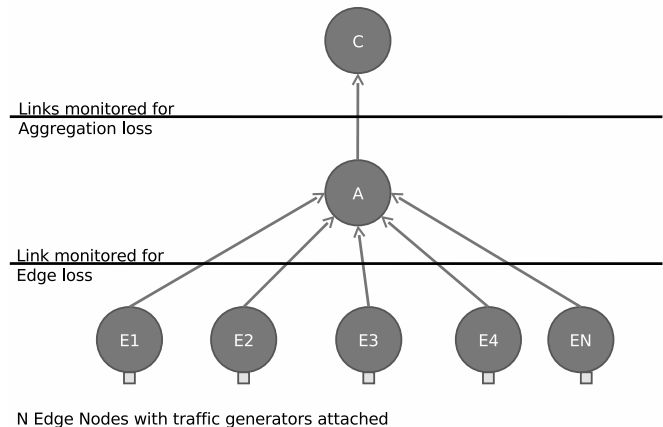 C
Links monitored for
Aggregation loss
A
Link monitored for
Edge loss
E1 E2 E3 E4 EN
N Edge Nodes with traffic generators attached